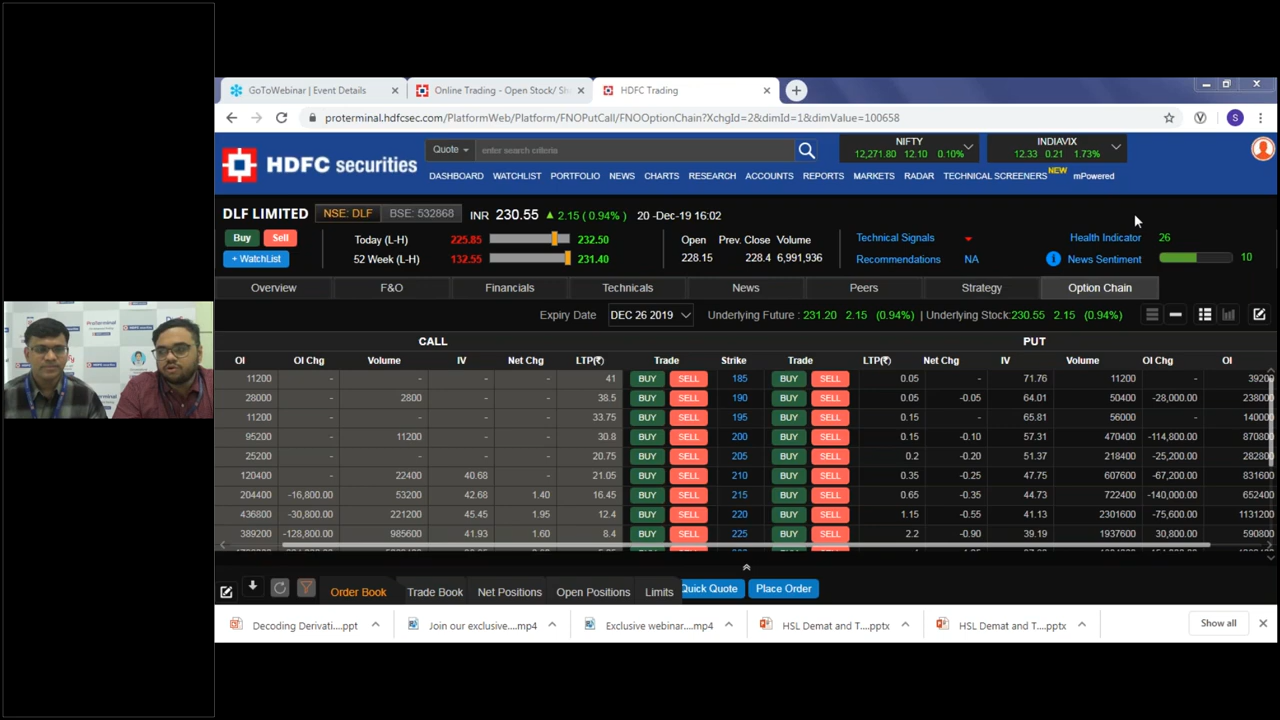 GoToWebinar | Event Details
Online Trading - Open Stock/ Sh
HDFC Trading
proterminal.hdfcsec.com/PlatformWeb/Platform/FNOPutCall/FNOOptionChain?XchgId=2&dimId=1&dimValue=100658
S
HDFC securities
Quote enter search criteria
NIFTY
12,271.80 12.10 0.10%
INDIAVIX
12.33 0.21 1.73%
DASHBOARD WATCHLIST PORTFOLIO NEWS CHARTS RESEARCH ACCOUNTS REPORTS MARKETS RADAR TECHNICAL SCREENERS NEW mPowered
DLF LIMITED NSE: DLF BSE: 532868 INR 230.55 ▲ 2.15 ( 0.94%) 20 -Dec-19 16:02
Buy Sell Today (L-H) 225.85 232.50 Open Prev. Close Volume Technical Signals Health Indicator 26
+ WatchList 52 Week (L-H) 132.55 231.40 228.15 228.4 6,991,936 Recommendations NA News Sentiment 10
Overview F&O Financials Technicals News Peers Strategy Option Chain
Expiry Date DEC 26 2019 Underlying Future : 231.20 2.15 (0.94%) | Underlying Stock:230.55 2.15 (0.94%)
CALL PUT
OI OI Chg Volume IV Net Chg LTP(₹) Trade Strike Trade LTP(₹) Net Chg IV Volume OI Chg OI
11200 - - - - 41 BUY SELL 185 BUY SELL 0.05 - 71.76 11200 - 39200
28000 - 2800 - - 38.5 BUY SELL 190 BUY SELL 0.05 -0.05 64.01 50400 -28,000.00 238000
11200 - - - - 33.75 BUY SELL 195 BUY SELL 0.15 - 65.81 56000 - 140000
95200 - 11200 - - 30.8 BUY SELL 200 BUY SELL 0.15 -0.10 57.31 470400 -114,800.00 870800
25200 - - - - 20.75 BUY SELL 205 BUY SELL 0.2 -0.20 51.37 218400 -25,200.00 282800
120400 - 22400 40.68 - 21.05 BUY SELL 210 BUY SELL 0.35 -0.25 47.75 607600 -67,200.00 831600
204400 -16,800.00 53200 42.68 1.40 16.45 BUY SELL 215 BUY SELL 0.65 -0.35 44.73 722400 -140,000.00 652400
436800 -30,800.00 221200 45.45 1.95 12.4 BUY SELL 220 BUY SELL 1.15 -0.55 41.13 2301600 -75,600.00 1131200
389200 -128,800.00 985600 41.93 1.60 8.4 BUY SELL 225 BUY SELL 2.2 -0.90 39.19 1937600 30,800.00 590800
Order Book Trade Book Net Positions Open Positions Limits Quick Quote Place Order
Decoding Derivati....ppt Join our exclusive....mp4 Exclusive webinar....mp4 HSL Demat and T....pptx HSL Demat and T....pptx Show all
ProTerminal